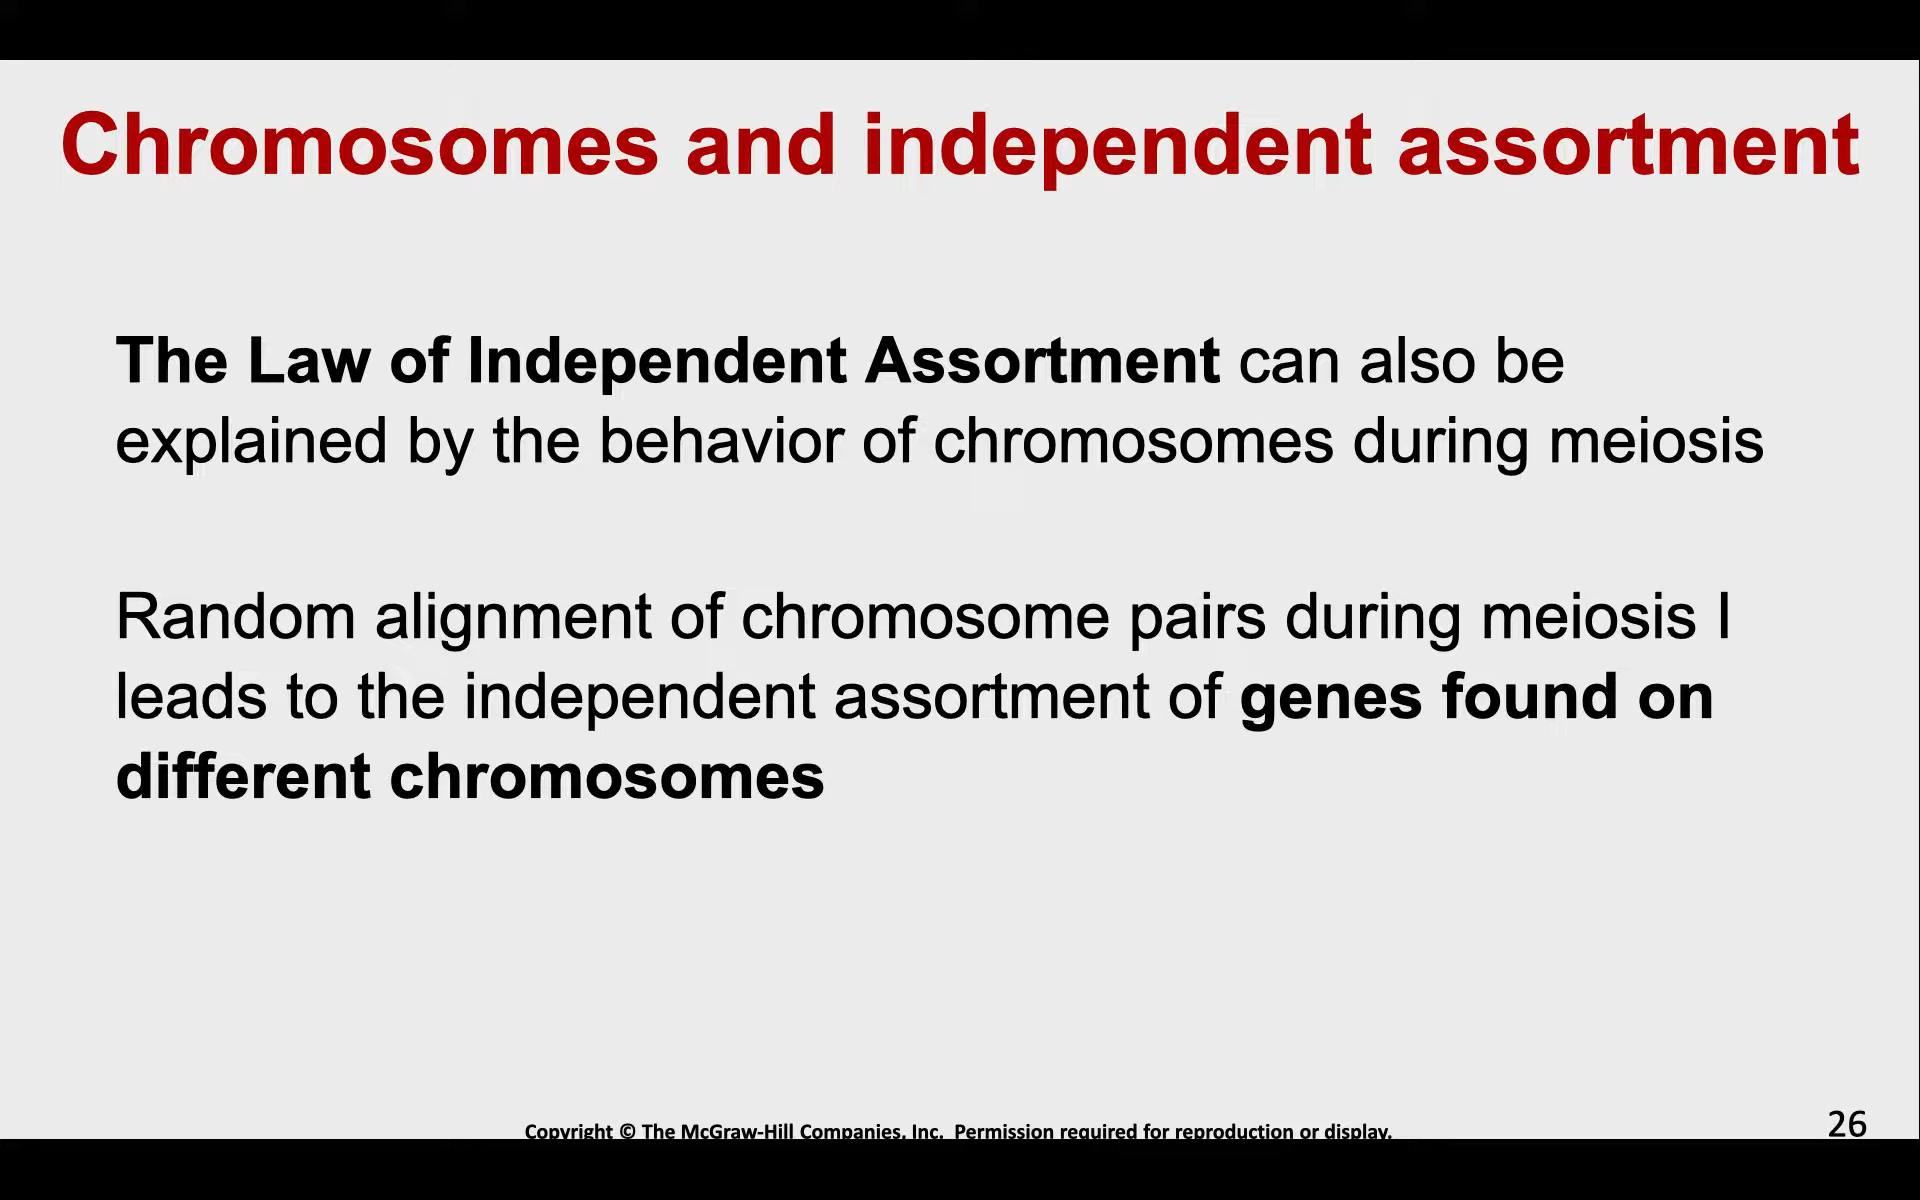 Chromosomes and independent assortment
The Law of Independent Assortment can also be
explained by the behavior of chromosomes during meiosis
Random alignment of chromosome pairs during meiosis I
leads to the independent assortment of genes found on
different chromosomes
Copyright © The McGraw-Hill Companies, Inc. Permission required for reproduction or display.
26